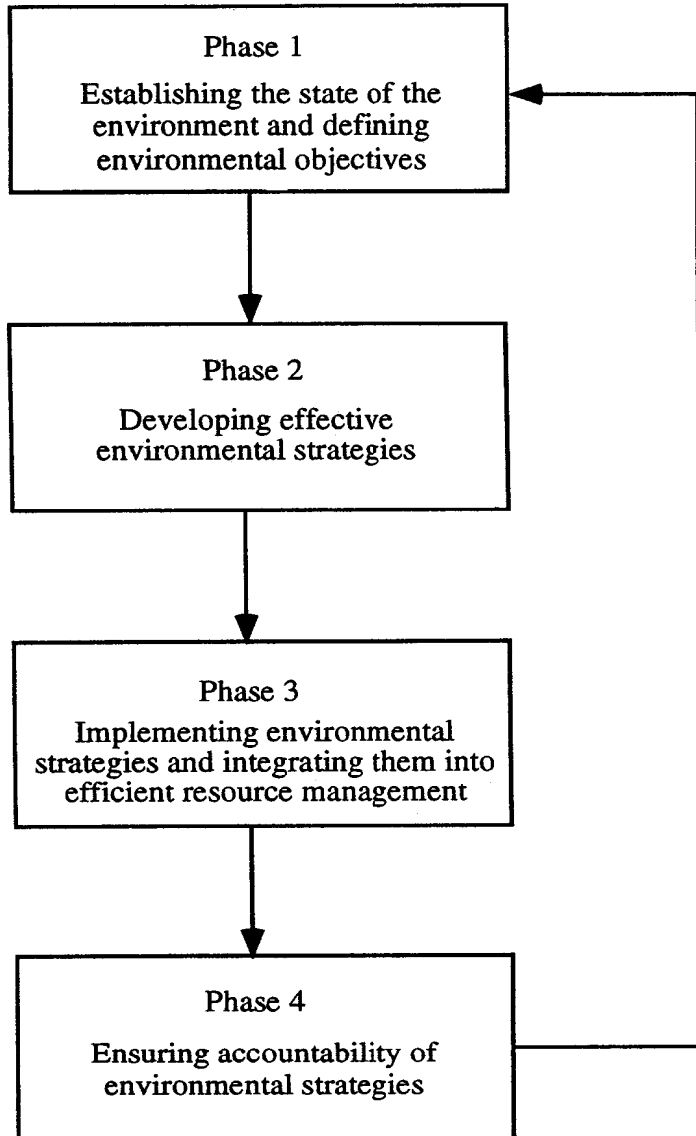 Phase 1
Establishing the state of the
environment and defining
environmental objectives
Phase 2
Developing effective
environmental strategies
Phase 3
Implementing environmental
strategies and integrating them into
efficient resource management
Phase 4
Ensuring accountability of
environmental strategies